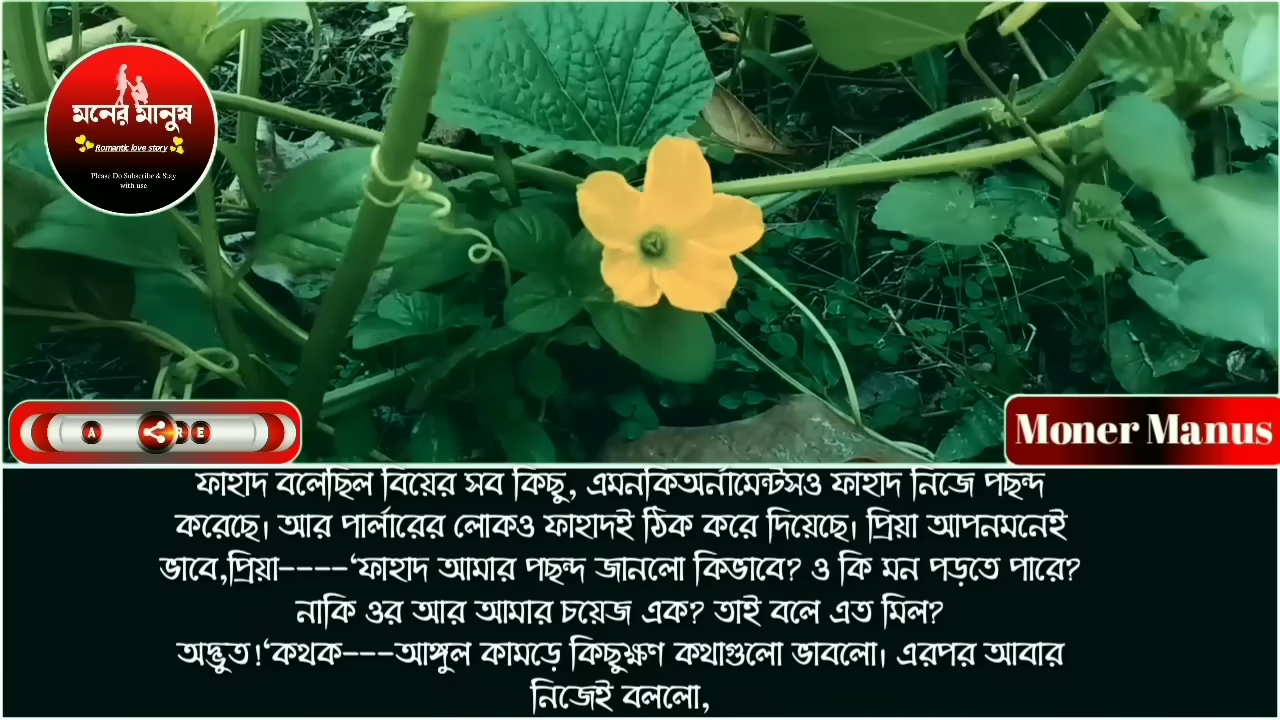 মনের মানুষ
Romantic love story
Please Do Subscribe & Stay
with use
A R E
Moner Manus
ফাহাদ বলেছিল বিয়ের সব কিছু, এমনকিঅর্নামেন্টসও ফাহাদ নিজে পছন্দ
করেছে। আর পার্লারের লোকও ফাহাদই ঠিক করে দিয়েছে। প্রিয়া আপনমনেই
ভাবে,প্রিয়া----‘ফাহাদ আমার পছন্দ জানলো কিভাবে? ও কি মন পড়তে পারে?
নাকি ওর আর আমার চয়েজ এক? তাই বলে এত মিল?
অদ্ভুত!‘কথক---আঙ্গুল কামড়ে কিছুক্ষণ কথাগুলো ভাবলো। এরপর আবার
নিজেই বললো,